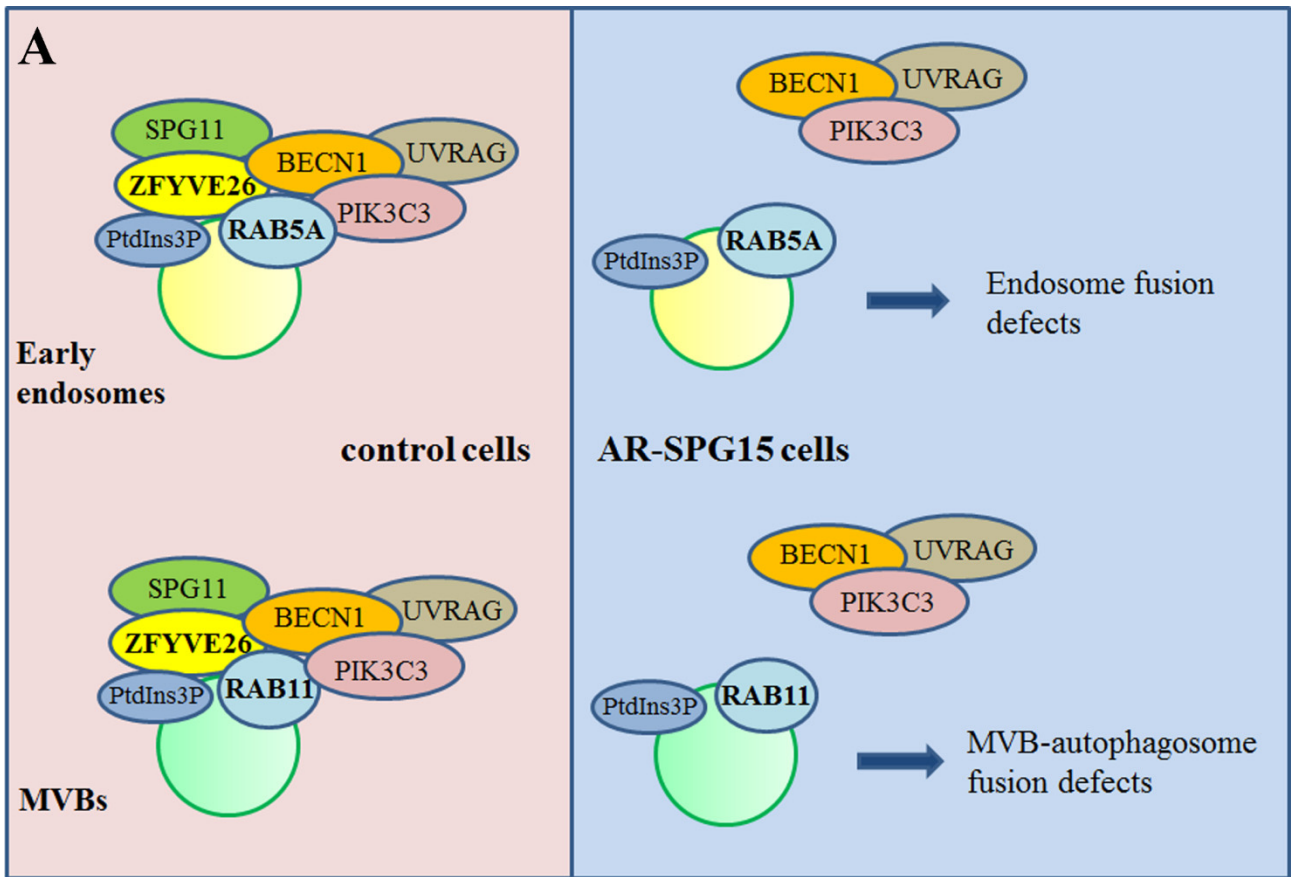 A
SPG11
ZFYVE26
PtdIns3P
RAB5A
BECN1
UVRAG
PIK3C3
Early
endosomes
control cells
SPG11
ZFYVE26
PtdIns3P
RAB11
BECN1
UVRAG
PIK3C3
MVBs
BECN1
UVRAG
PIK3C3
PtdIns3P
RAB5A
Endosome fusion
defects
AR-SPG15 cells
BECN1
UVRAG
PIK3C3
PtdIns3P
RAB11
MVB-autophagosome
fusion defects